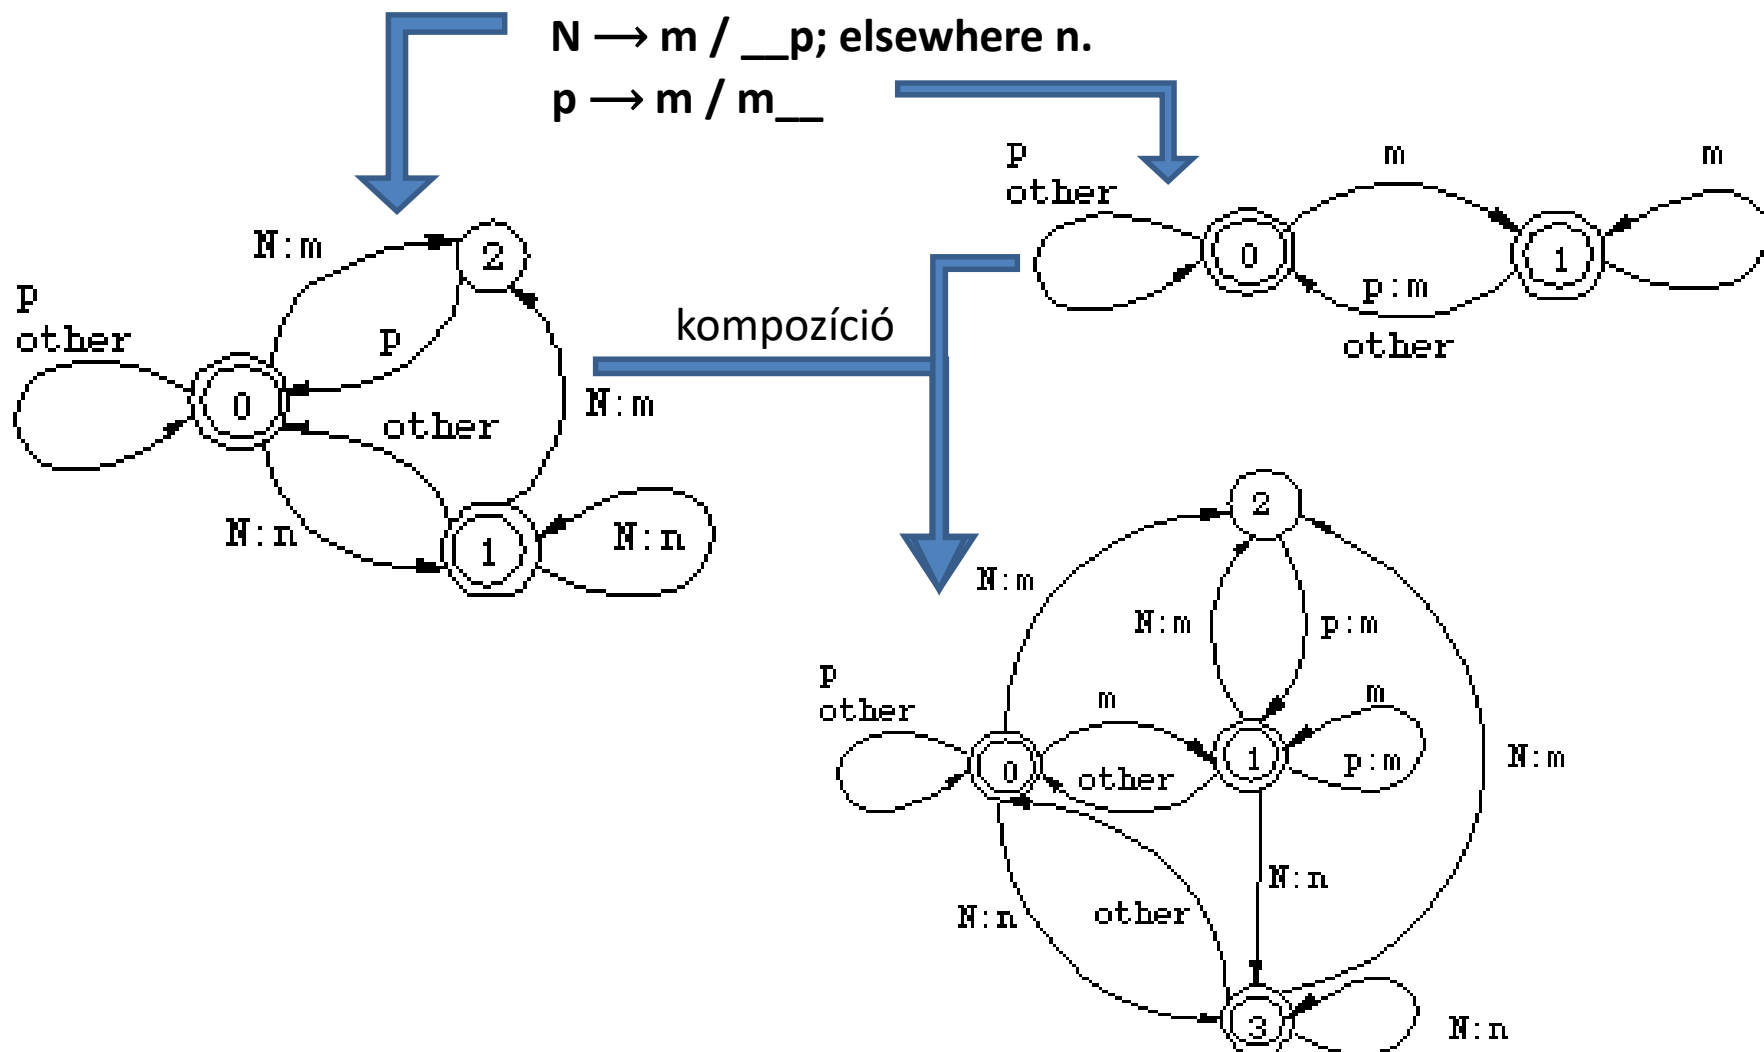 N → m / __p; elsewhere n.
p → m / m__
p
other
0
m
1
m
p:m
other
N:m
2
p
other
0
p
other
N:m
N:n
1
N:n
kompozíció
2
N:m
N:m
p:m
p
other
0
m
other
1
m
p:m
N:m
N:n
N:n
other
3
N:n